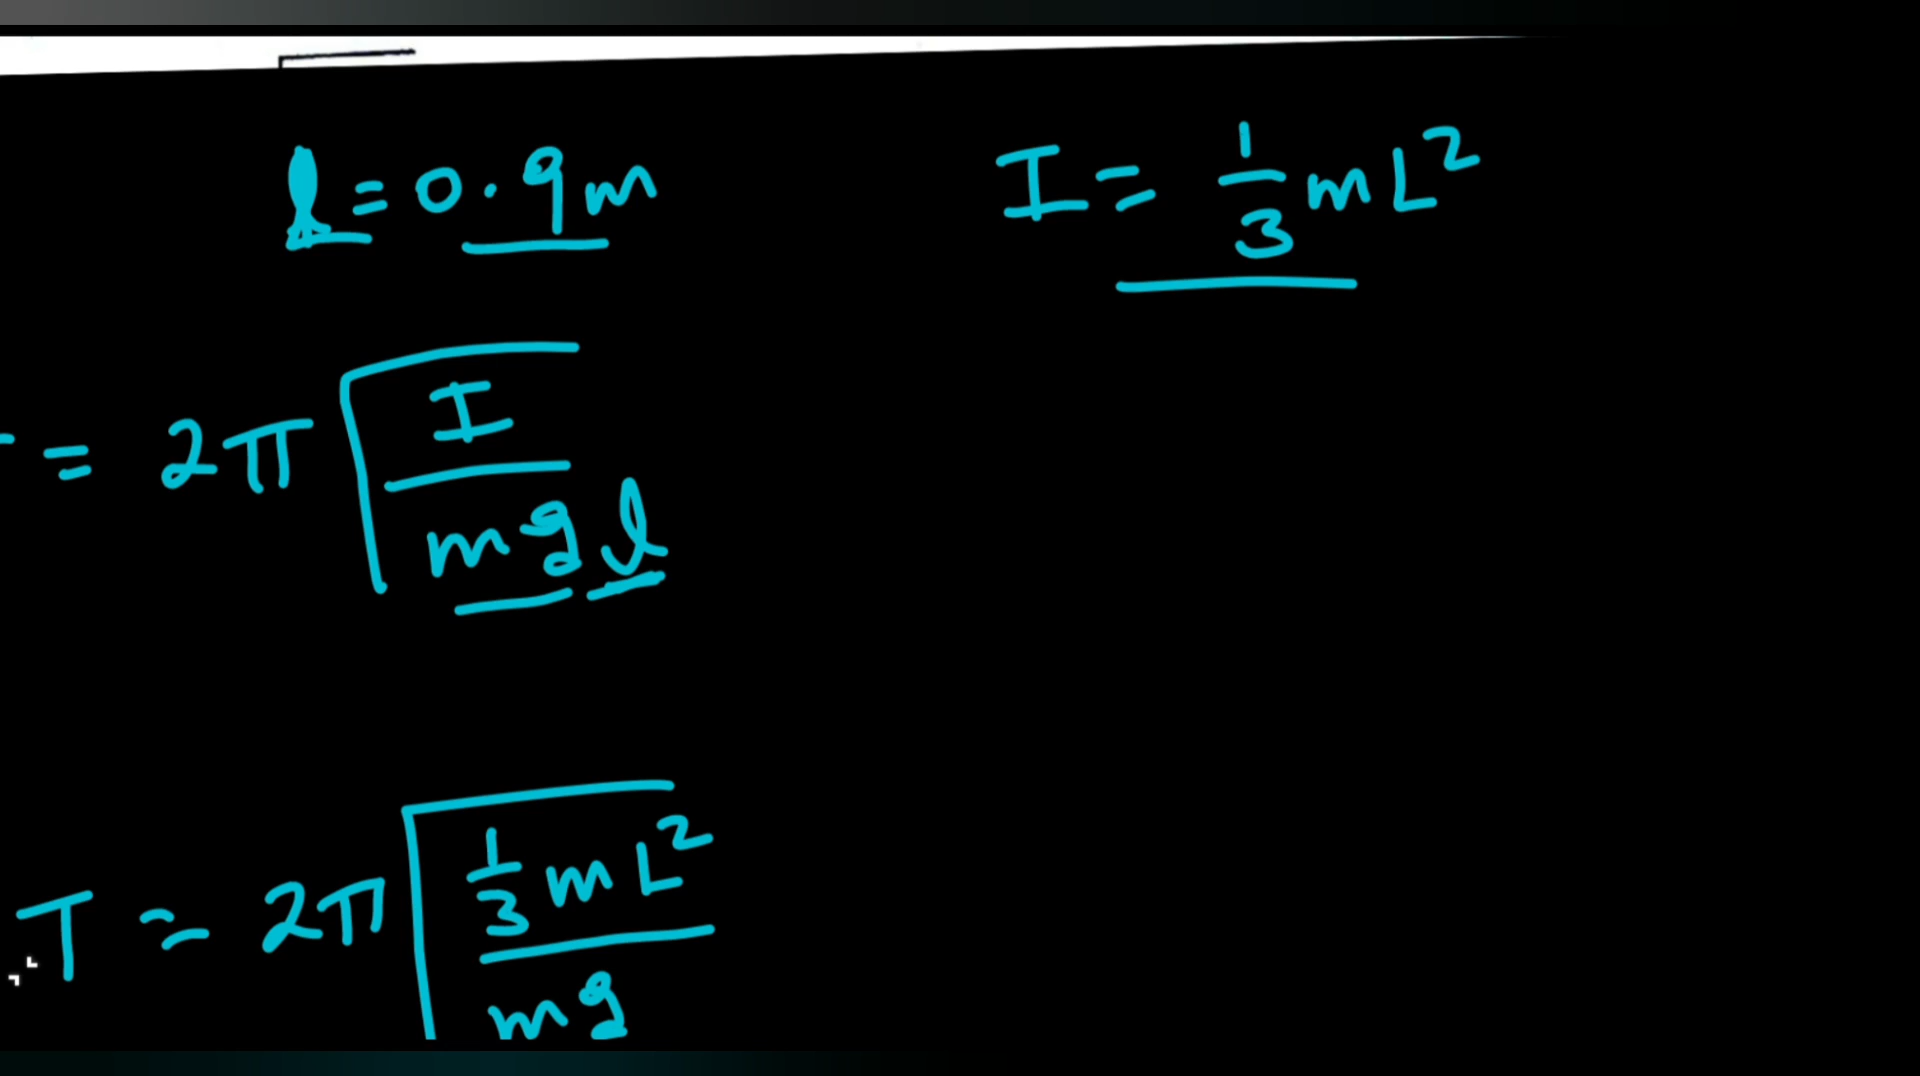 l = 0.9m
I = 1/3 mL²
= 2π √(I / mgl)
T = 2π √(1/3 mL² / mg